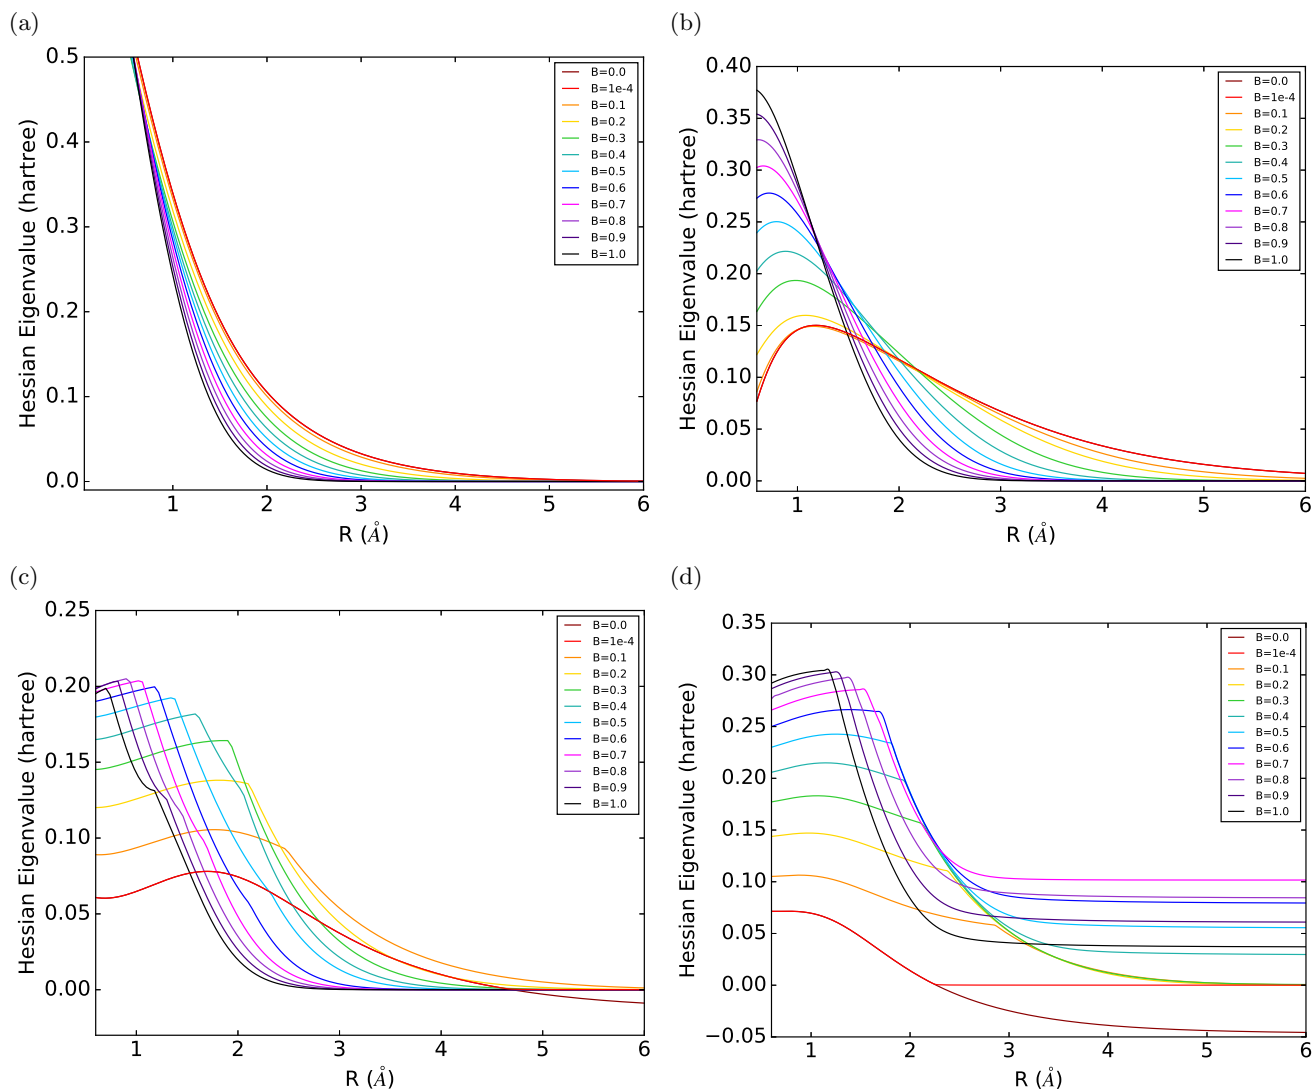 (a)
Hessian Eigenvalue (hartree)
0.5
0.4
0.3
0.2
0.1
0.0
1 2 3 4 5 6
R (Å)
B=0.0
B=1e-4
B=0.1
B=0.2
B=0.3
B=0.4
B=0.5
B=0.6
B=0.7
B=0.8
B=0.9
B=1.0
(b)
Hessian Eigenvalue (hartree)
0.40
0.35
0.30
0.25
0.20
0.15
0.10
0.05
0.00
1 2 3 4 5 6
R (Å)
B=0.0
B=1e-4
B=0.1
B=0.2
B=0.3
B=0.4
B=0.5
B=0.6
B=0.7
B=0.8
B=0.9
B=1.0
(c)
Hessian Eigenvalue (hartree)
0.25
0.20
0.15
0.10
0.05
0.00
1 2 3 4 5 6
R (Å)
B=0.0
B=1e-4
B=0.1
B=0.2
B=0.3
B=0.4
B=0.5
B=0.6
B=0.7
B=0.8
B=0.9
B=1.0
(d)
Hessian Eigenvalue (hartree)
0.35
0.30
0.25
0.20
0.15
0.10
0.05
0.00
−0.05
1 2 3 4 5 6
R (Å)
B=0.0
B=1e-4
B=0.1
B=0.2
B=0.3
B=0.4
B=0.5
B=0.6
B=0.7
B=0.8
B=0.9
B=1.0